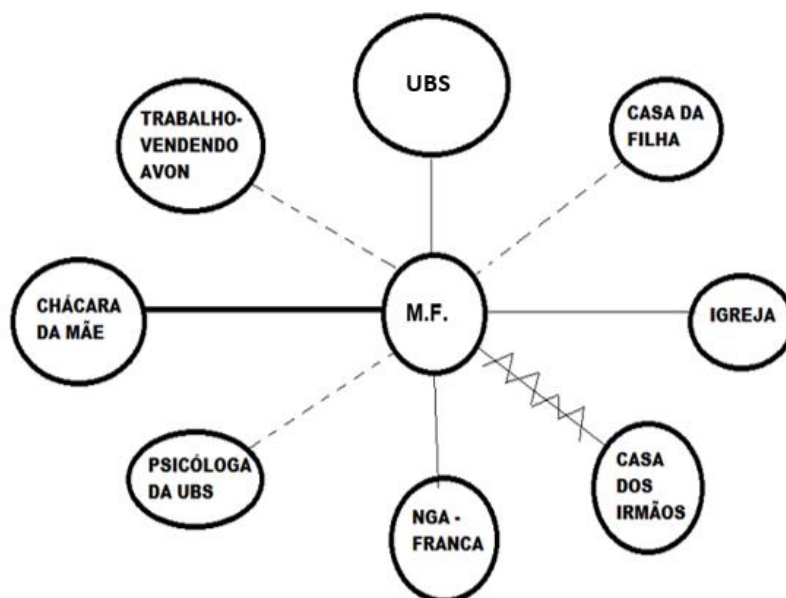 UBS
TRABALHO-
VENDENDO
AVON
CASA DA
FILHA
CHÁCARA
DA MÃE
M.F.
IGREJA
PSICÓLOGA
DA UBS
NGA -
FRANCA
CASA
DOS
IRMÃOS